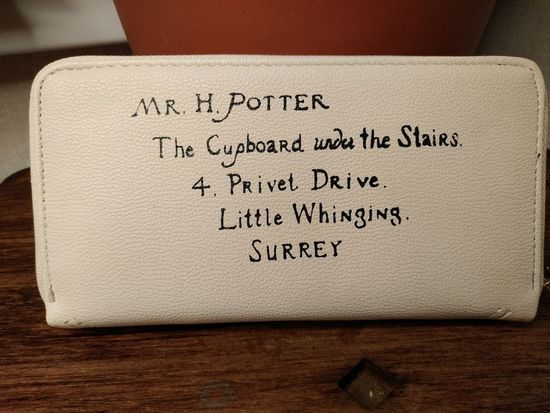 MR. H. POTTER
The Cupboard under the Stairs.
4. Privet Drive.
Little Whinging.
SURREY